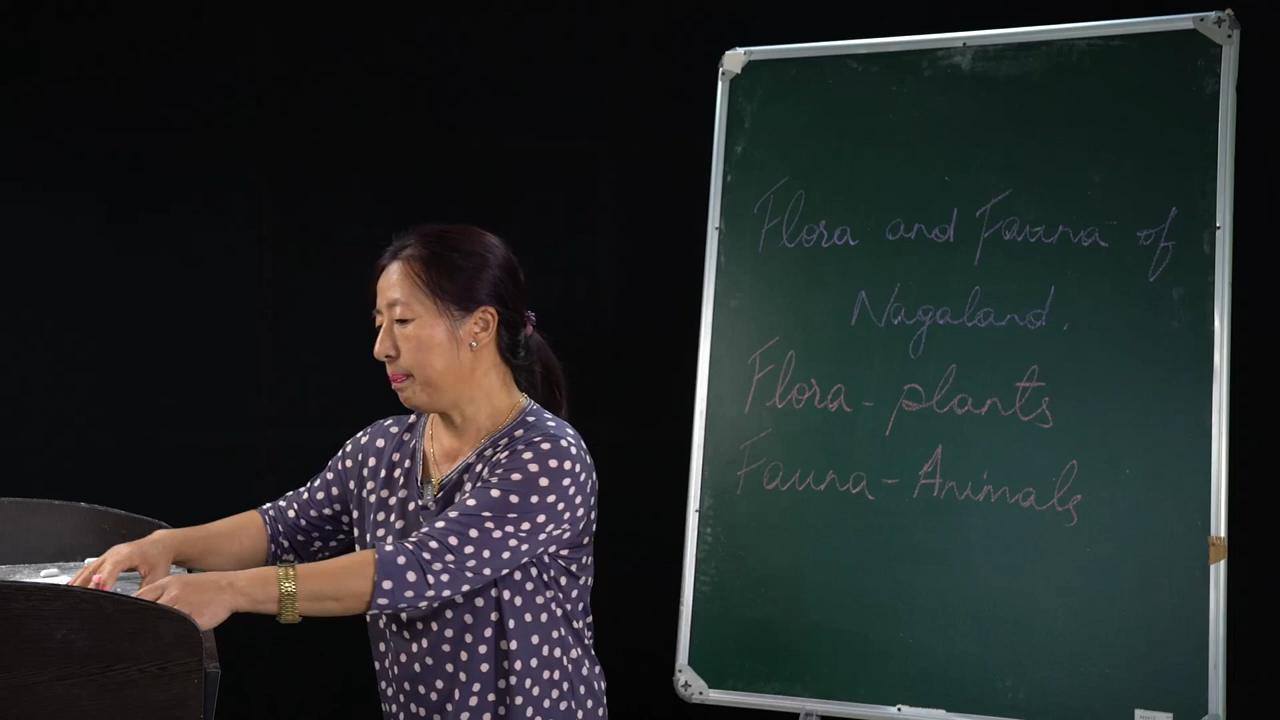 Flora and Fauna of
Nagaland.
Flora - plants
Fauna - Animals